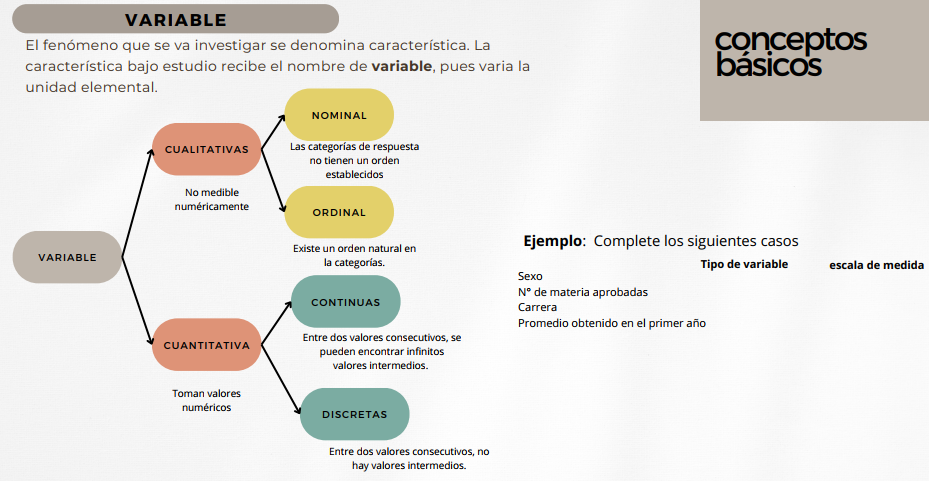 VARIABLE
El fenómeno que se va investigar se denomina característica. La
característica bajo estudio recibe el nombre de variable, pues varia la
unidad elemental.
conceptos
básicos
VARIABLE
CUALITATIVAS
No medible
numéricamente
NOMINAL
Las categorías de respuesta
no tienen un orden
establecidos
ORDINAL
Existe un orden natural en
la categorías.
CUANTITATIVA
Toman valores
numéricos
CONTINUAS
Entre dos valores consecutivos, se
pueden encontrar infinitos
valores intermedios.
DISCRETAS
Entre dos valores consecutivos, no
hay valores intermedios.
Ejemplo: Complete los siguientes casos
Tipo de variable escala de medida
Sexo
N° de materia aprobadas
Carrera
Promedio obtenido en el primer año